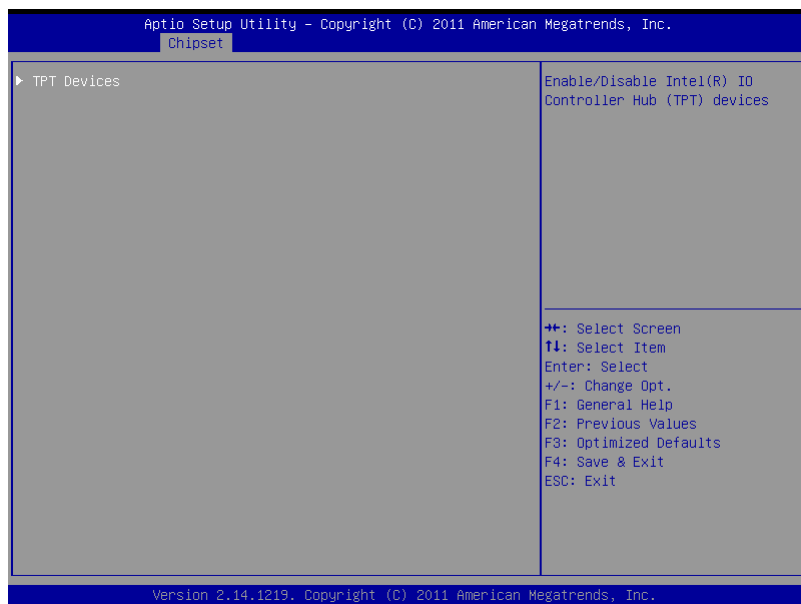 Aptio Setup Utility – Copyright (C) 2011 American Megatrends, Inc.
Chipset
▶ TPT Devices
Enable/Disable Intel(R) IO
Controller Hub (TPT) devices
→←: Select Screen
↑↓: Select Item
Enter: Select
+/-: Change Opt.
F1: General Help
F2: Previous Values
F3: Optimized Defaults
F4: Save & Exit
ESC: Exit
Version 2.14.1219. Copyright (C) 2011 American Megatrends, Inc.